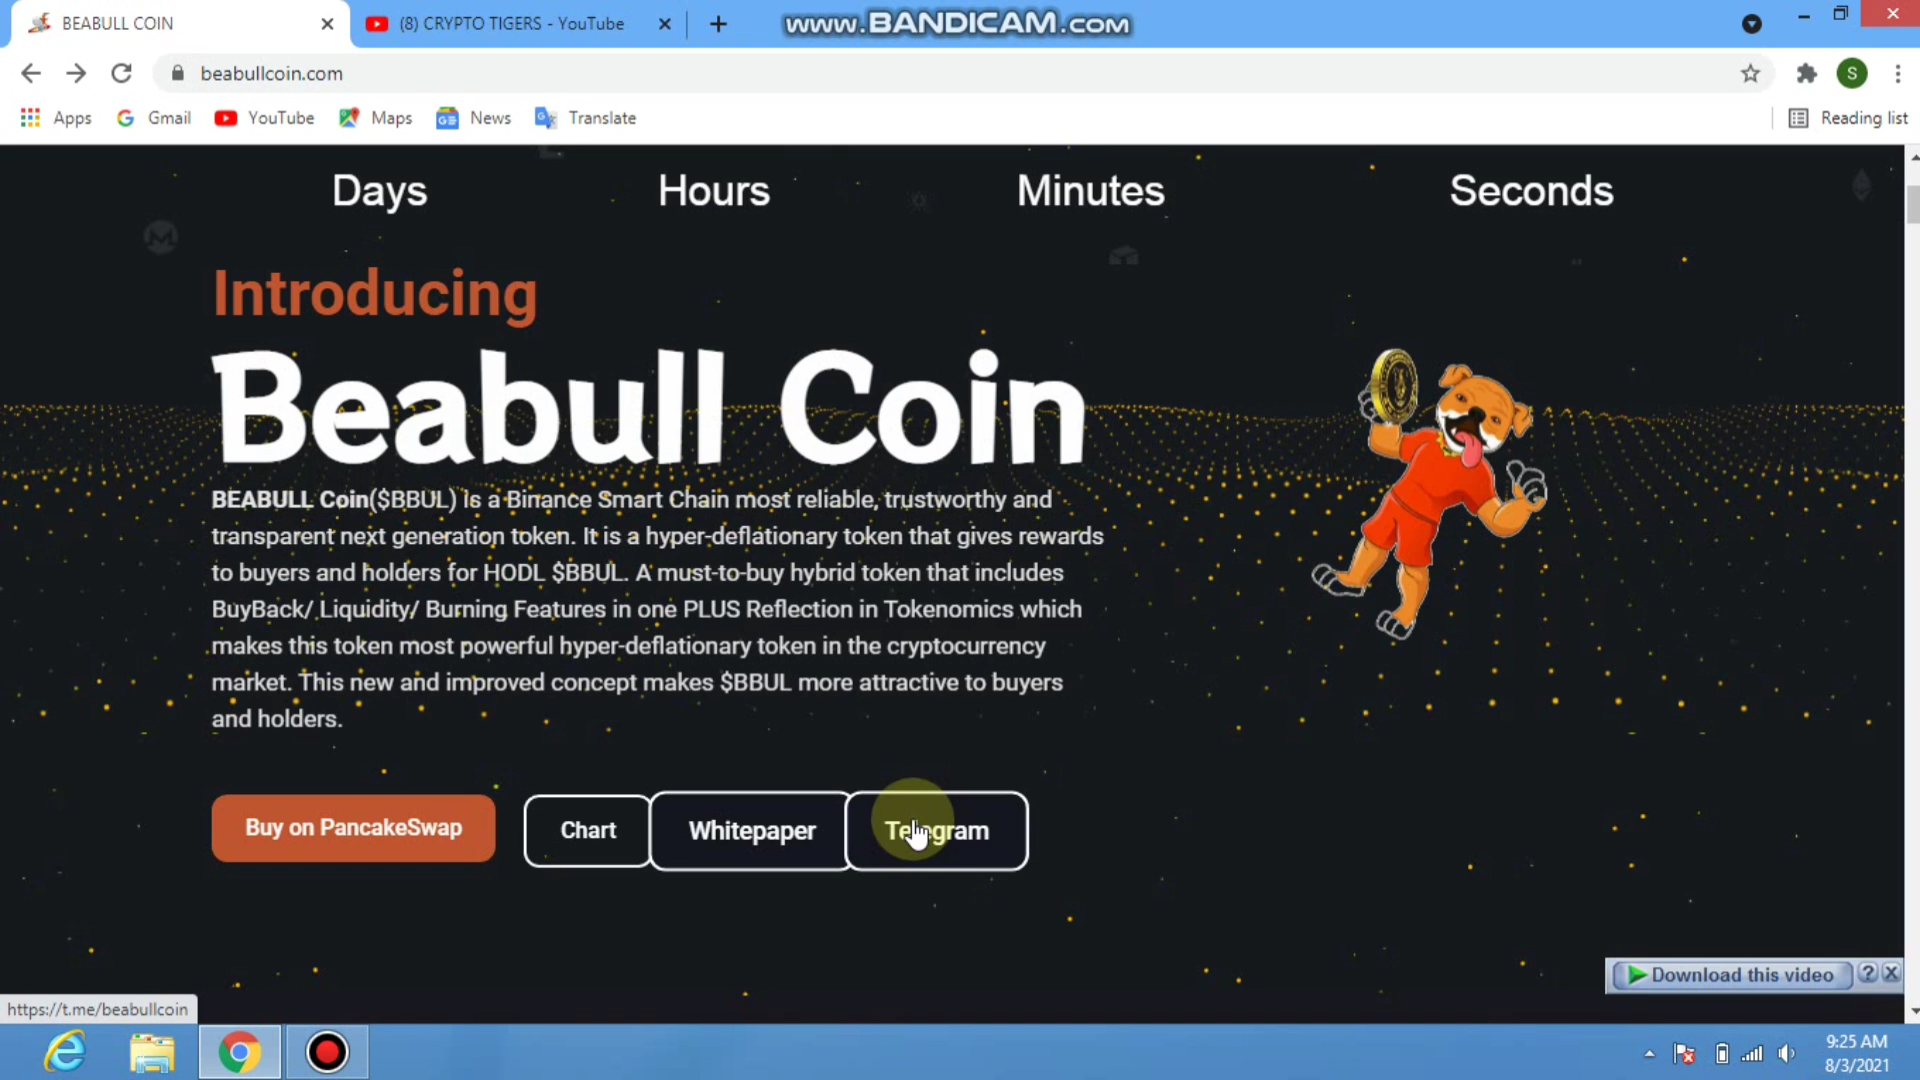 BEABULL COIN
(8) CRYPTO TIGERS - YouTube
www.BANDICAM.com
beabullcoin.com
S
Apps
Gmail
YouTube
Maps
News
Translate
Reading list
Days Hours Minutes Seconds
Introducing
Beabull Coin
BEABULL Coin($BBUL) is a Binance Smart Chain most reliable, trustworthy and
transparent next generation token. It is a hyper-deflationary token that gives rewards
to buyers and holders for HODL $BBUL. A must-to-buy hybrid token that includes
BuyBack/ Liquidity/ Burning Features in one PLUS Reflection in Tokenomics which
makes this token most powerful hyper-deflationary token in the cryptocurrency
market. This new and improved concept makes $BBUL more attractive to buyers
and holders.
Buy on PancakeSwap
Chart
Whitepaper
Telegram
Download this video
https://t.me/beabullcoin
9:25 AM
8/3/2021